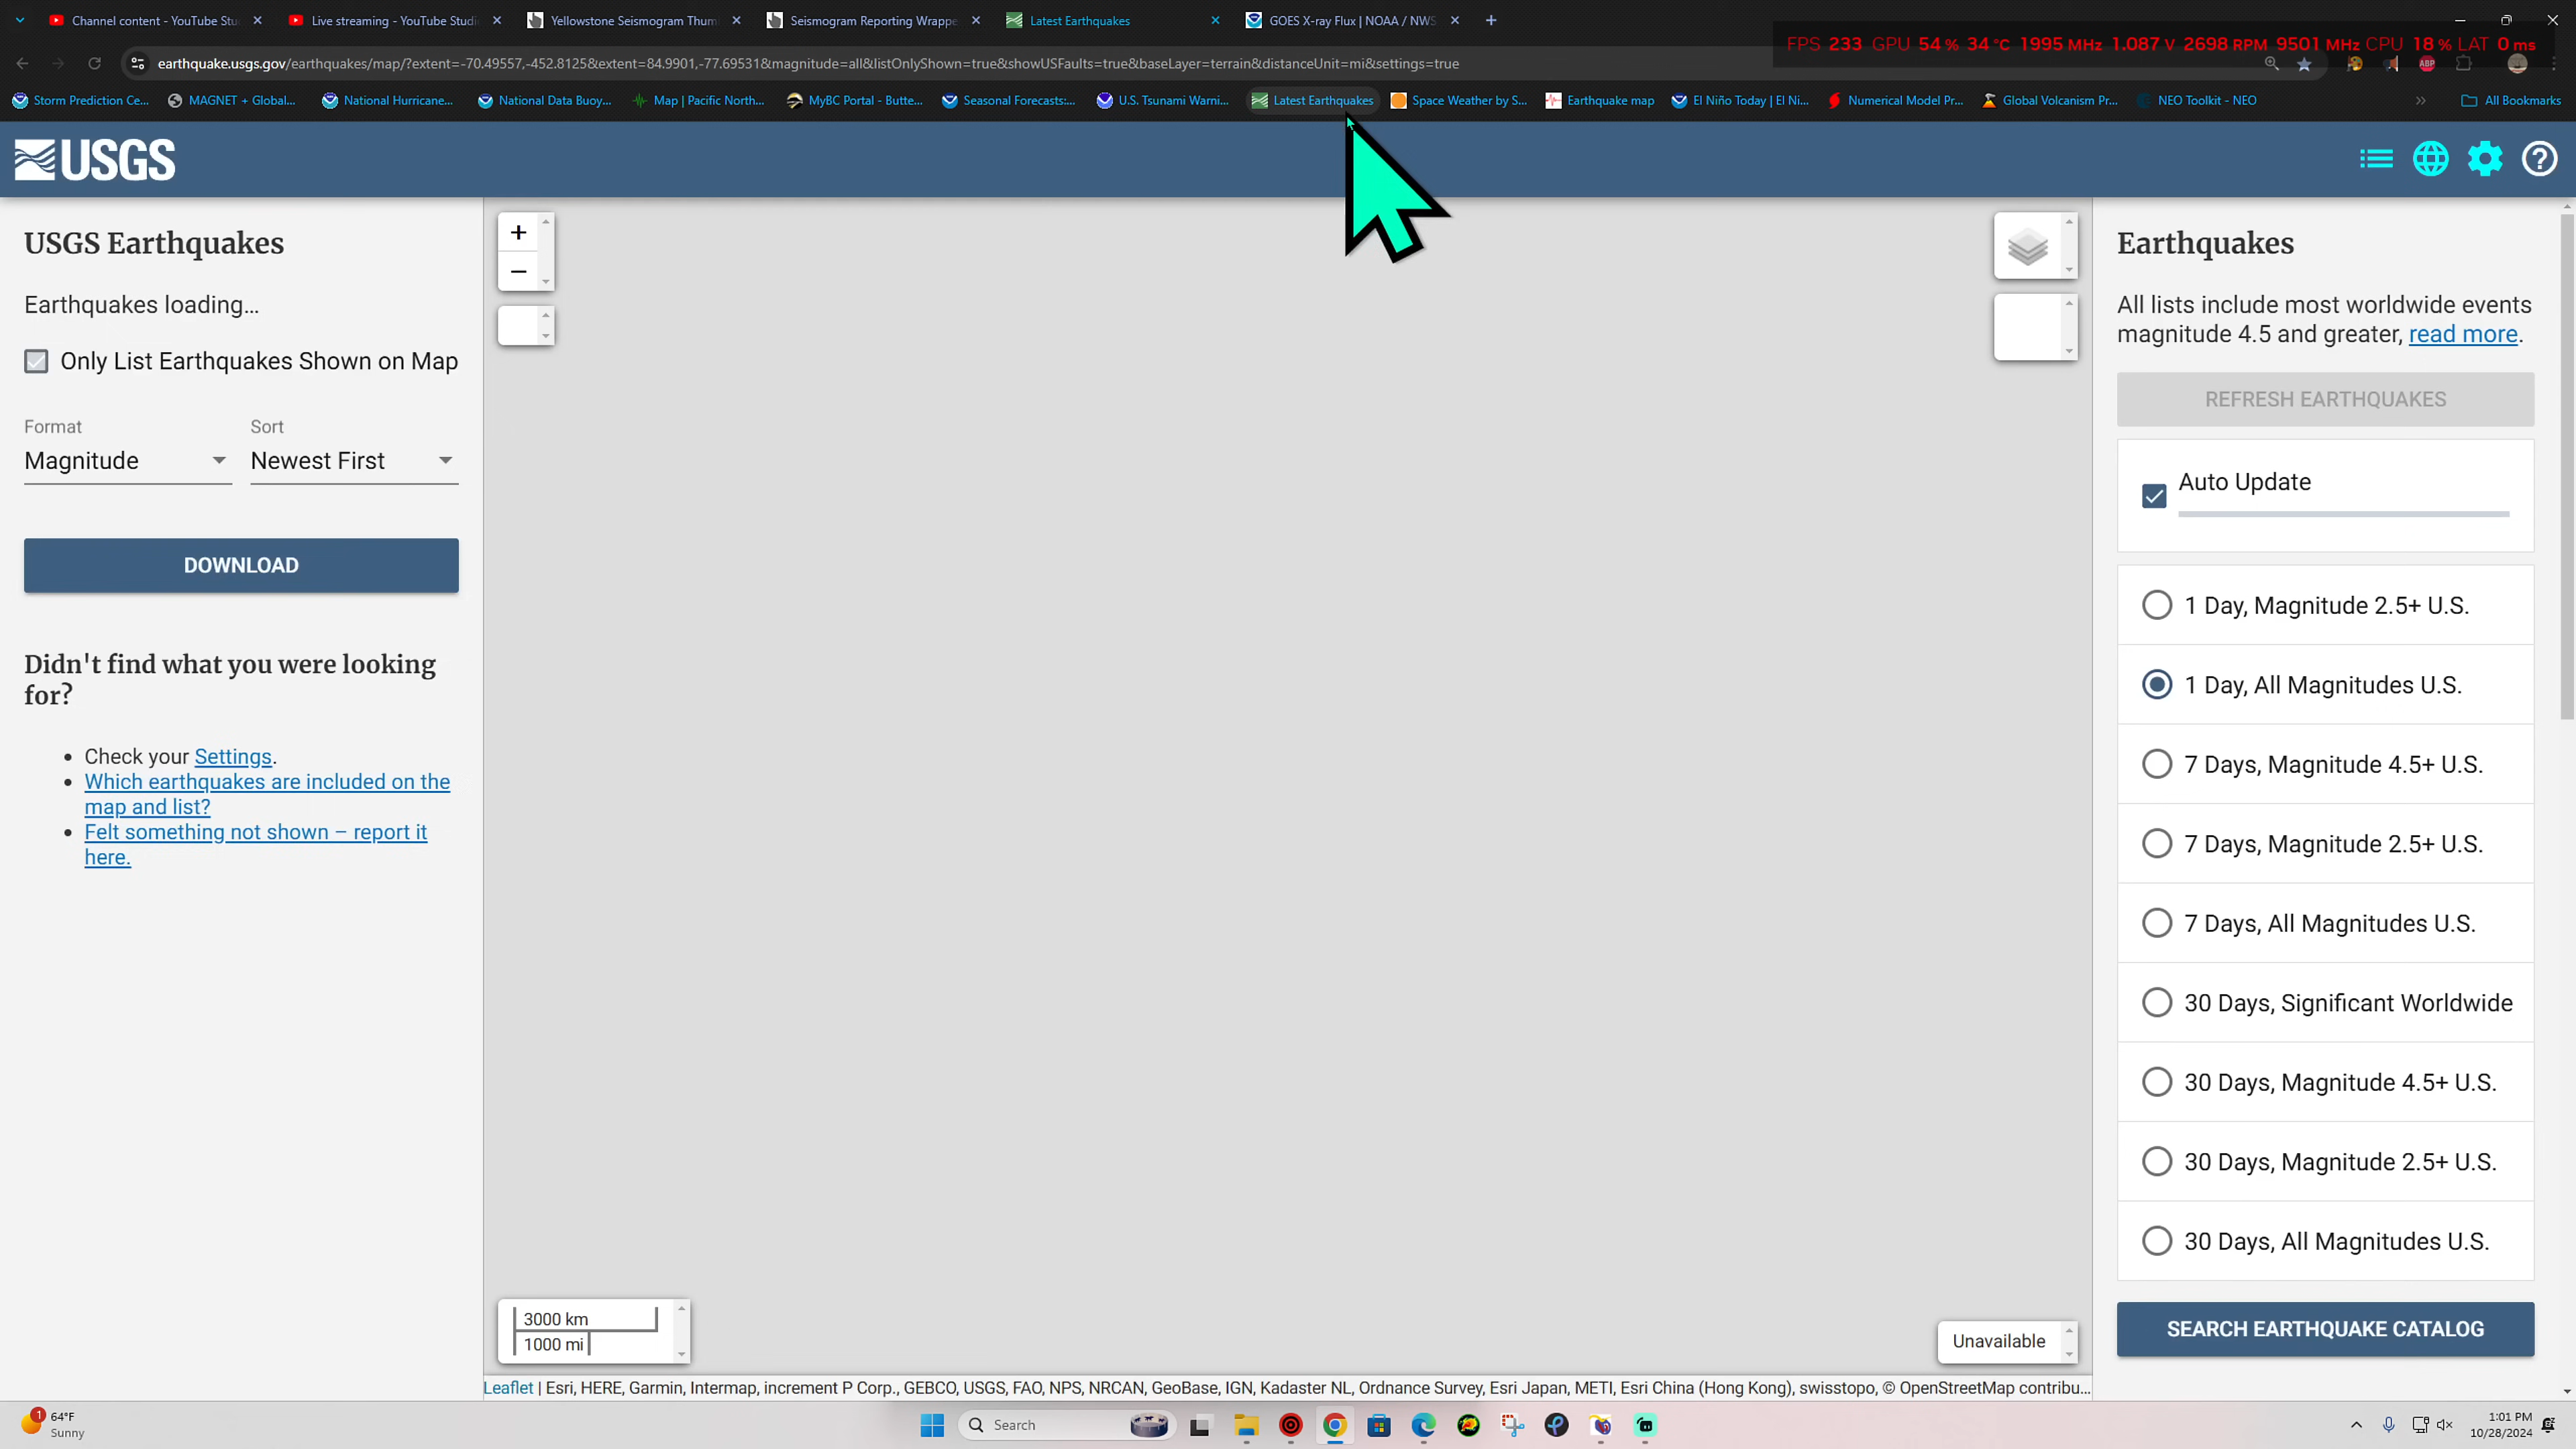 Channel content - YouTube Stu
Live streaming - YouTube Studi
Yellowstone Seismogram Thum
Seismogram Reporting Wrappe
Latest Earthquakes
GOES X-ray Flux | NOAA / NWS
FPS 233 GPU 54 % 34 °C 1995 MHz 1.087 V 2698 RPM 9501 MHz CPU 18 % LAT 0 ms
earthquake.usgs.gov/earthquakes/map/?extent=-70.49557,-452.8125&extent=84.9901,-77.69531&magnitude=all&listOnlyShown=true&showUSFaults=true&baseLayer=terrain&distanceUnit=mi&settings=true
ABP
Storm Prediction Ce...
MAGNET + Global...
National Hurricane...
National Data Buoy...
Map | Pacific North...
MyBC Portal - Butte...
Seasonal Forecasts:...
U.S. Tsunami Warni...
Latest Earthquakes
Space Weather by S...
Earthquake map
El Niño Today | El Ni...
Numerical Model Pr...
Global Volcanism Pr...
NEO Toolkit - NEO
All Bookmarks
USGS
USGS Earthquakes
Earthquakes loading...
Only List Earthquakes Shown on Map
Format
Sort
Magnitude
Newest First
DOWNLOAD
Didn't find what you were looking
for?
Check your Settings.
Which earthquakes are included on the
map and list?
Felt something not shown – report it
here.
+
−
3000 km
1000 mi
Unavailable
Leaflet | Esri, HERE, Garmin, Intermap, increment P Corp., GEBCO, USGS, FAO, NPS, NRCAN, GeoBase, IGN, Kadaster NL, Ordnance Survey, Esri Japan, METI, Esri China (Hong Kong), swisstopo, © OpenStreetMap contribu...
Earthquakes
All lists include most worldwide events
magnitude 4.5 and greater, read more.
REFRESH EARTHQUAKES
Auto Update
1 Day, Magnitude 2.5+ U.S.
1 Day, All Magnitudes U.S.
7 Days, Magnitude 4.5+ U.S.
7 Days, Magnitude 2.5+ U.S.
7 Days, All Magnitudes U.S.
30 Days, Significant Worldwide
30 Days, Magnitude 4.5+ U.S.
30 Days, Magnitude 2.5+ U.S.
30 Days, All Magnitudes U.S.
SEARCH EARTHQUAKE CATALOG
1
64°F
Sunny
Search
1:01 PM
10/28/2024